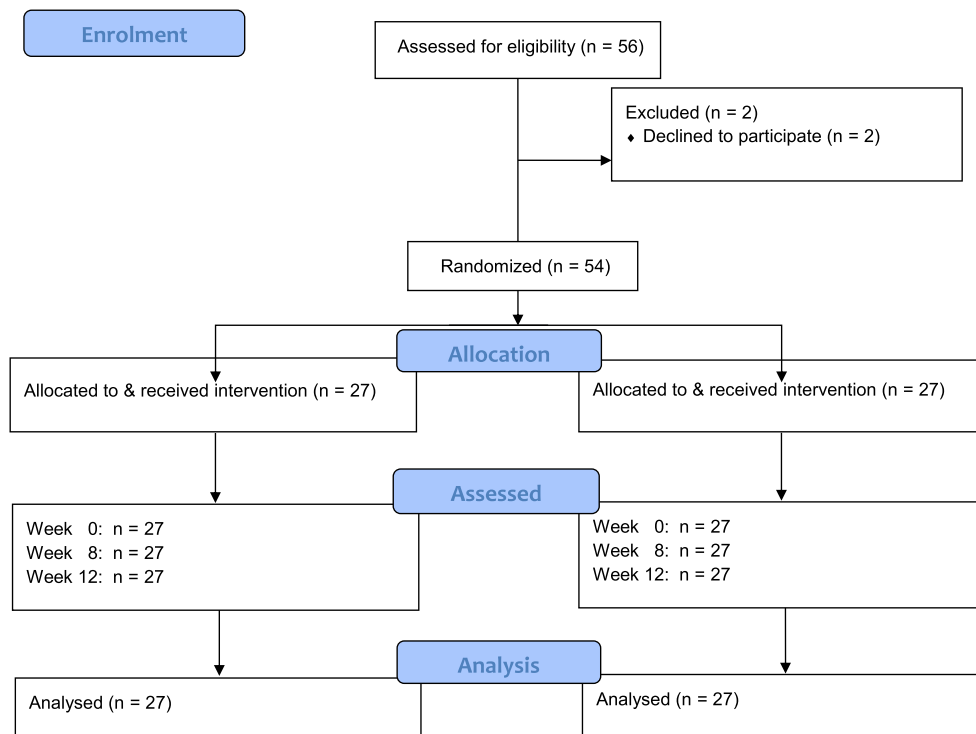 Enrolment
Assessed for eligibility (n = 56)
Excluded (n = 2)
♦ Declined to participate (n = 2)
Randomized (n = 54)
Allocation
Allocated to & received intervention (n = 27)
Allocated to & received intervention (n = 27)
Assessed
Week 0: n = 27
Week 8: n = 27
Week 12: n = 27
Week 0: n = 27
Week 8: n = 27
Week 12: n = 27
Analysis
Analysed (n = 27)
Analysed (n = 27)